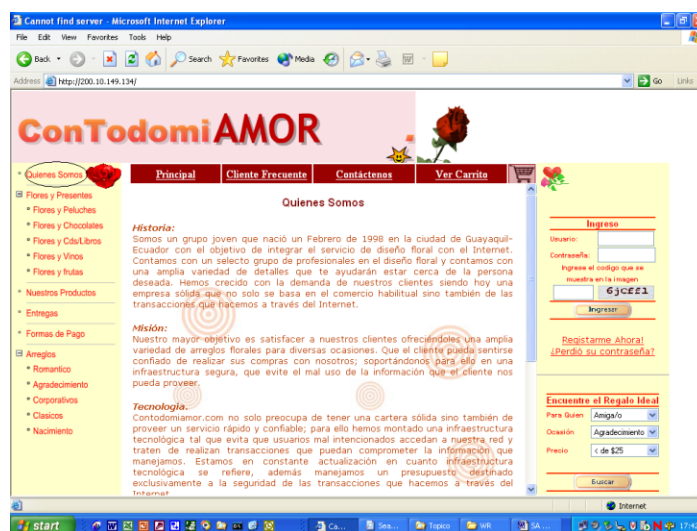 Cannot find server - Microsoft Internet Explorer
File Edit View Favorites Tools Help
Back Search Favorites Media
Address http://200.10.149.134/ Go Links
ConTodomiAMOR
Quienes Somos
Principal Cliente Frecuente Contáctenos Ver Carrito
Flores y Presentes
Flores y Peluches
Flores y Chocolates
Flores y Cds/Libros
Flores y Vinos
Flores y frutas
Nuestros Productos
Entregas
Formas de Pago
Arreglos
Romantico
Agradecimiento
Corporativos
Clasicos
Nacimiento
Quienes Somos
Historia:
Somos un grupo joven que nació un Febrero de 1998 en la ciudad de Guayaquil-
Ecuador con el objetivo de integrar el servicio de diseño floral con el Internet.
Contamos con un selecto grupo de profesionales en el diseño floral y contamos con
una amplia variedad de detalles que te ayudarán estar cerca de la persona
deseada. Hemos crecido con la demanda de nuestros clientes siendo hoy una
empresa sólida que no solo se basa en el comercio habilitual sino también de las
transacciones que hacemos a través del Internet.
Misión:
Nuestro mayor objetivo es satisfacer a nuestros clientes ofreciéndoles una amplia
variedad de arreglos florales para diversas ocasiones. Que el cliente pueda sentirse
confiado de realizar sus compras con nosotros; soportándonos para ello en una
infraestructura segura, que evite el mal uso de la información que el cliente nos
pueda proveer.
Tecnología.
Contodomiamor.com no solo preocupa de tener una cartera sólida sino también de
proveer un servicio rápido y confiable; para ello hemos montado una infraestructura
tecnológica tal que evita que usuarios mal intencionados accedan a nuestra red y
traten de realizar transacciones que puedan comprometer la información que
manejamos. Estamos en constante actualización en cuanto infraestructura
tecnológica se refiere, además manejamos un presupuesto destinado
exclusivamente a la seguridad de las transacciones que hacemos a través del
Internet
Ingreso
Usuario:
Contraseña:
Ingrese el codigo que se
muestra en la imagen
6jcff1
Ingresar
Registarme Ahora!
¿Perdió su contraseña?
Encuentre el Regalo Ideal
Para Quien Amiga/o
Ocasión Agradecimiento
Precio < de $25
Buscar
Internet
start Ca... Sea... Topico WR SA ... 17:4